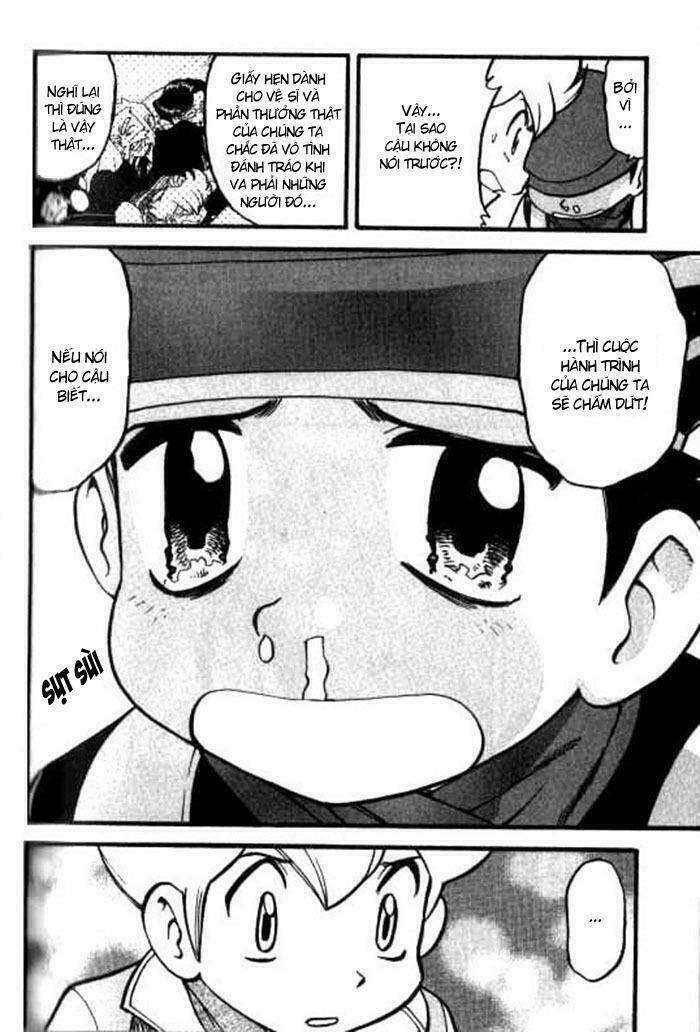 NGHĨ LẠI
THÌ ĐÚNG
LÀ VẬY
THẬT...
GIẤY HẸN DÀNH
CHO VỆ SĨ VÀ
PHẦN THƯỞNG THẬT
CỦA CHÚNG TA
CHẮC ĐÃ VÔ TÌNH
ĐÁNH TRÁO KHI
VA PHẢI NHỮNG
NGƯỜI ĐÓ...
VẬY...
TẠI SAO
CẬU KHÔNG
NÓI TRƯỚC?!
BỞI
VÌ
...
NẾU NÓI
CHO CẬU
BIẾT...
...THÌ CUỘC
HÀNH TRÌNH
CỦA CHÚNG TA
SẼ CHẤM DỨT!
SỤT SÙI
...